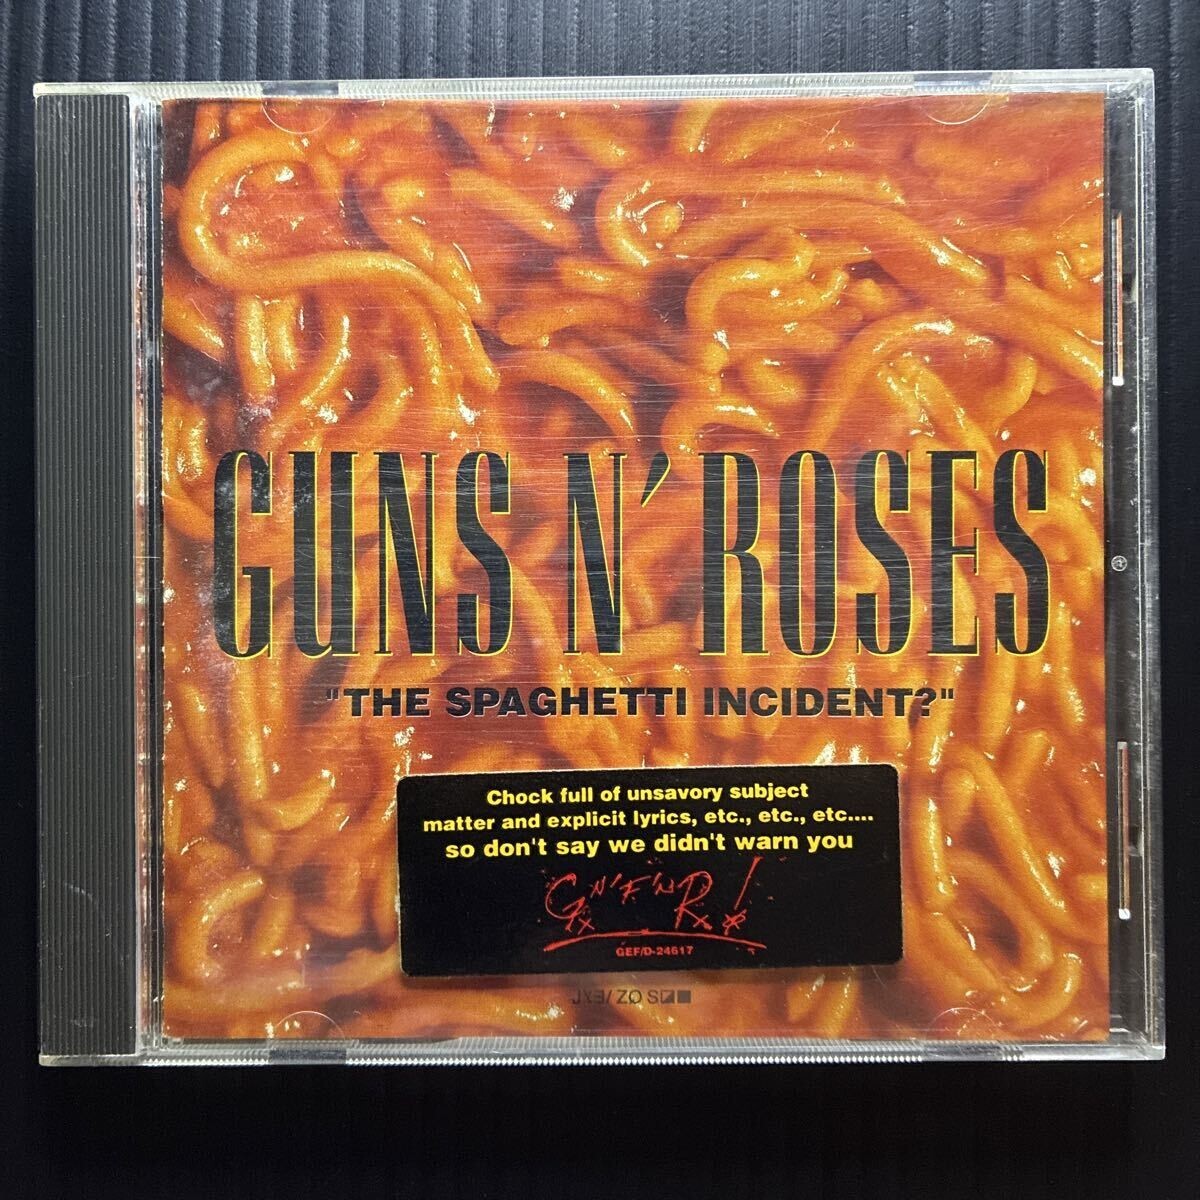 GUNS N' ROSES
"THE SPAGHETTI INCIDENT?"
Chock full of unsavory subject
matter and explicit lyrics, etc., etc., etc....
so don't say we didn't warn you
G N' F' N R!
GEF/D-24617